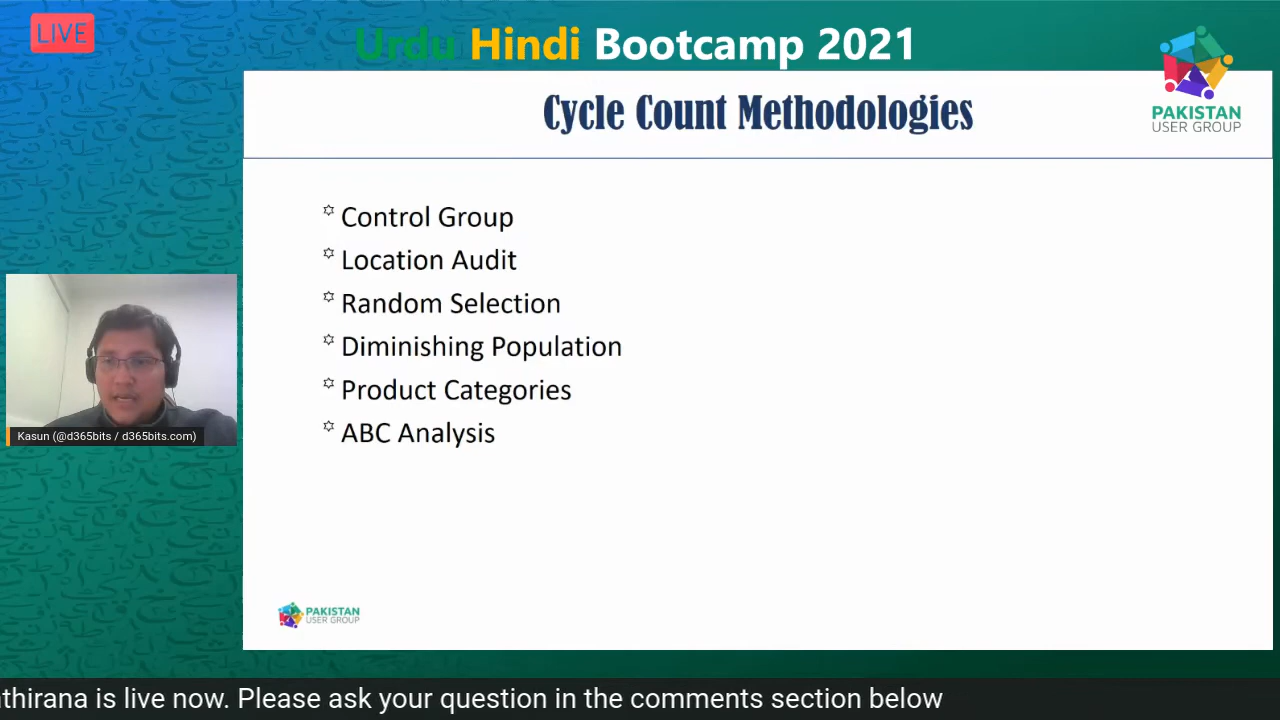 LIVE
Urdu Hindi Bootcamp 2021
PAKISTAN
USER GROUP
Cycle Count Methodologies
Control Group
Location Audit
Random Selection
Diminishing Population
Product Categories
ABC Analysis
Kasun (@d365bits / d365bits.com)
PAKISTAN
USER GROUP
thirana is live now. Please ask your question in the comments section below